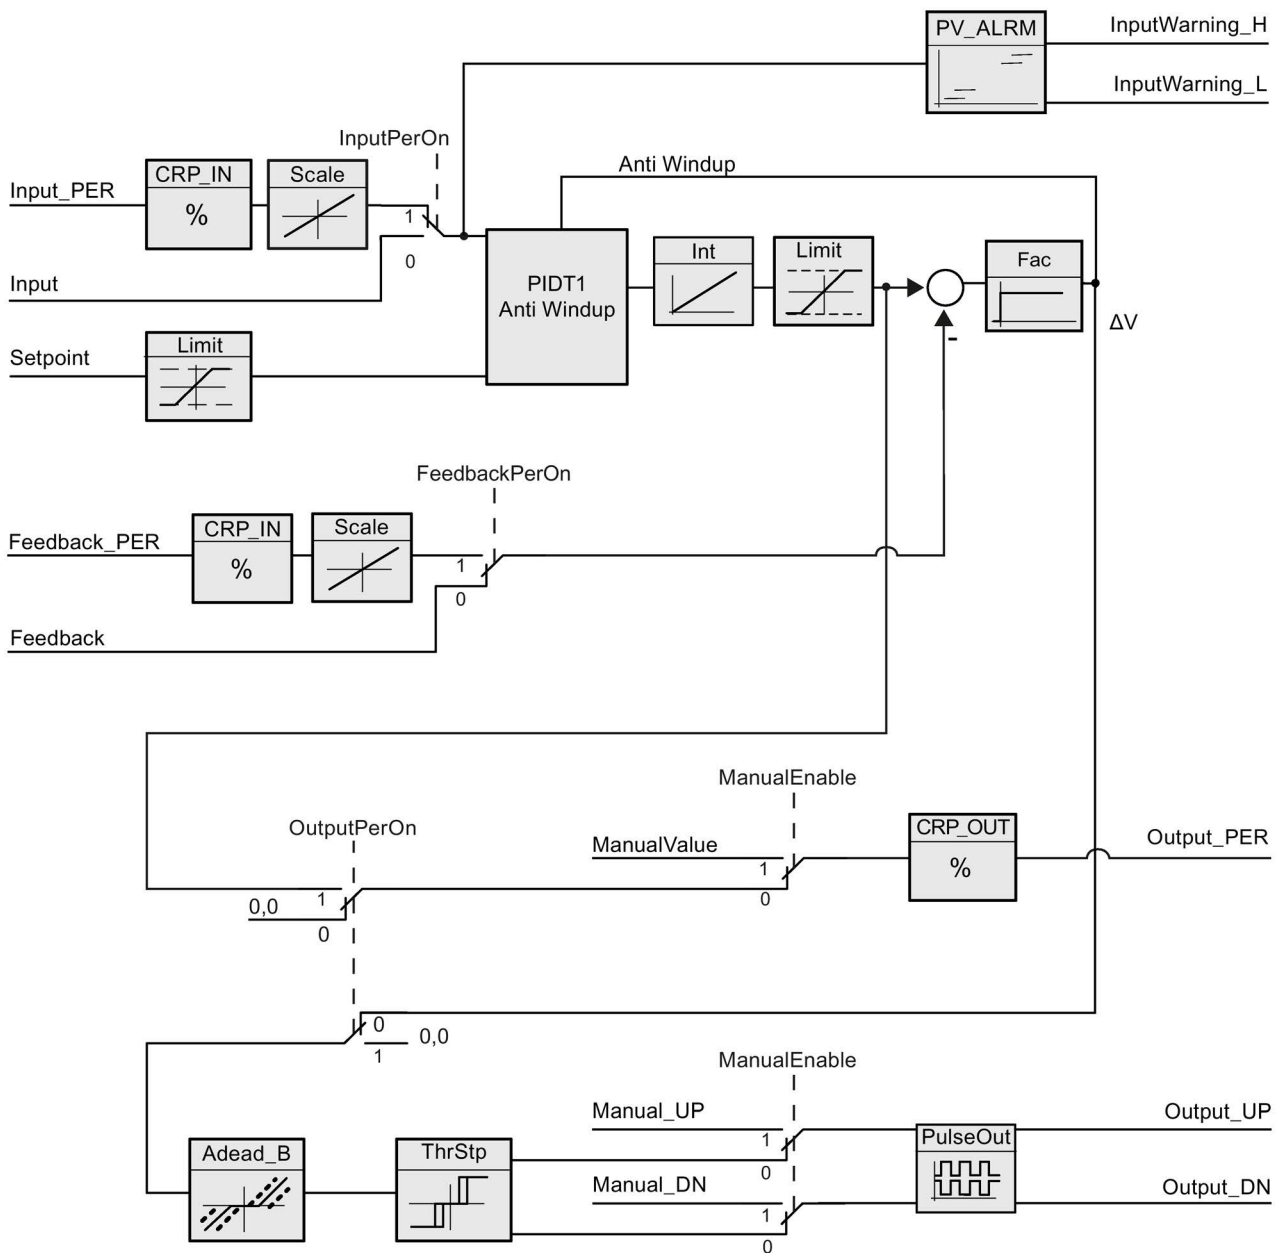 PV_ALRM
InputWarning_H
InputWarning_L
InputPerOn
Anti Windup
Input_PER
CRP_IN
%
Scale
1
0
Input
PIDT1
Anti Windup
Int
Limit
Fac
ΔV
-
Setpoint
Limit
FeedbackPerOn
Feedback_PER
CRP_IN
%
Scale
1
0
Feedback
ManualEnable
OutputPerOn
ManualValue
CRP_OUT
%
Output_PER
1
0
1
0,0
0
0
0,0
1
ManualEnable
Manual_UP
Output_UP
1
0
PulseOut
Adead_B
ThrStp
Manual_DN
Output_DN
1
0